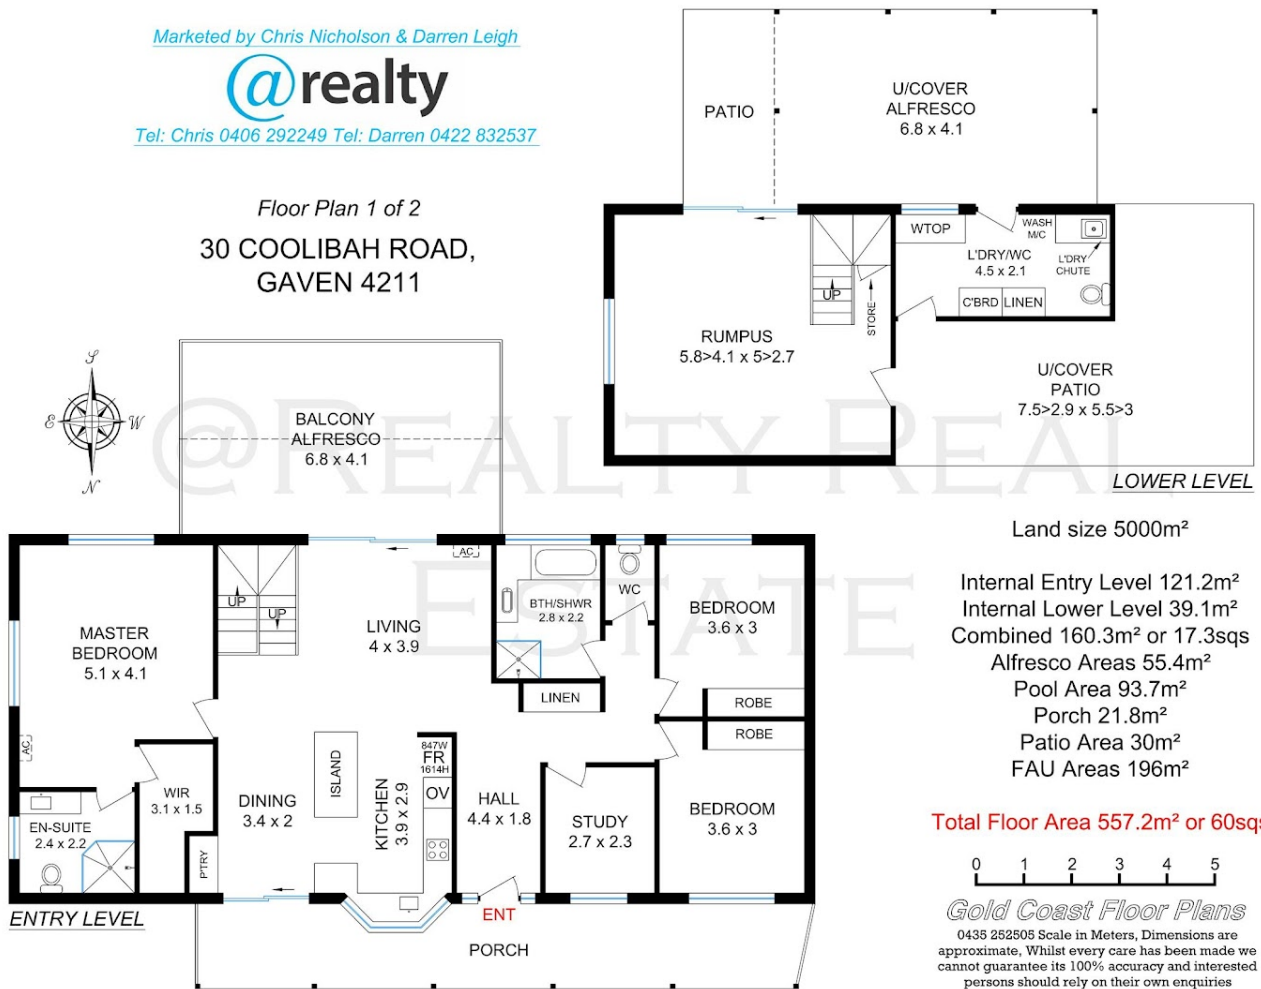 Marketed by Chris Nicholson & Darren Leigh
@realty
Tel: Chris 0406 292249 Tel: Darren 0422 832537
Floor Plan 1 of 2
30 COOLIBAH ROAD,
GAVEN 4211
S
E
W
N
@REALTY REAL
ESTATE
PATIO
U/COVER
ALFRESCO
6.8 x 4.1
WTOP
WASH
M/C
L'DRY/WC
4.5 x 2.1
L'DRY
CHUTE
C'BRD
LINEN
UP
STORE
RUMPUS
5.8>4.1 x 5>2.7
U/COVER
PATIO
7.5>2.9 x 5.5>3
LOWER LEVEL
BALCONY
ALFRESCO
6.8 x 4.1
MASTER
BEDROOM
5.1 x 4.1
AC
UP
UP
LIVING
4 x 3.9
AC
BTH/SHWR
2.8 x 2.2
WC
BEDROOM
3.6 x 3
LINEN
ROBE
ROBE
BEDROOM
3.6 x 3
WIR
3.1 x 1.5
EN-SUITE
2.4 x 2.2
P'TRY
DINING
3.4 x 2
ISLAND
KITCHEN
3.9 x 2.9
847W
FR
1614H
OV
HALL
4.4 x 1.8
STUDY
2.7 x 2.3
ENT
ENTRY LEVEL
PORCH
Land size 5000m²
Internal Entry Level 121.2m²
Internal Lower Level 39.1m²
Combined 160.3m² or 17.3sqs
Alfresco Areas 55.4m²
Pool Area 93.7m²
Porch 21.8m²
Patio Area 30m²
FAU Areas 196m²
Total Floor Area 557.2m² or 60sqs
0 1 2 3 4 5
Gold Coast Floor Plans
0435 252505 Scale in Meters, Dimensions are
approximate, Whilst every care has been made we
cannot guarantee its 100% accuracy and interested
persons should rely on their own enquiries